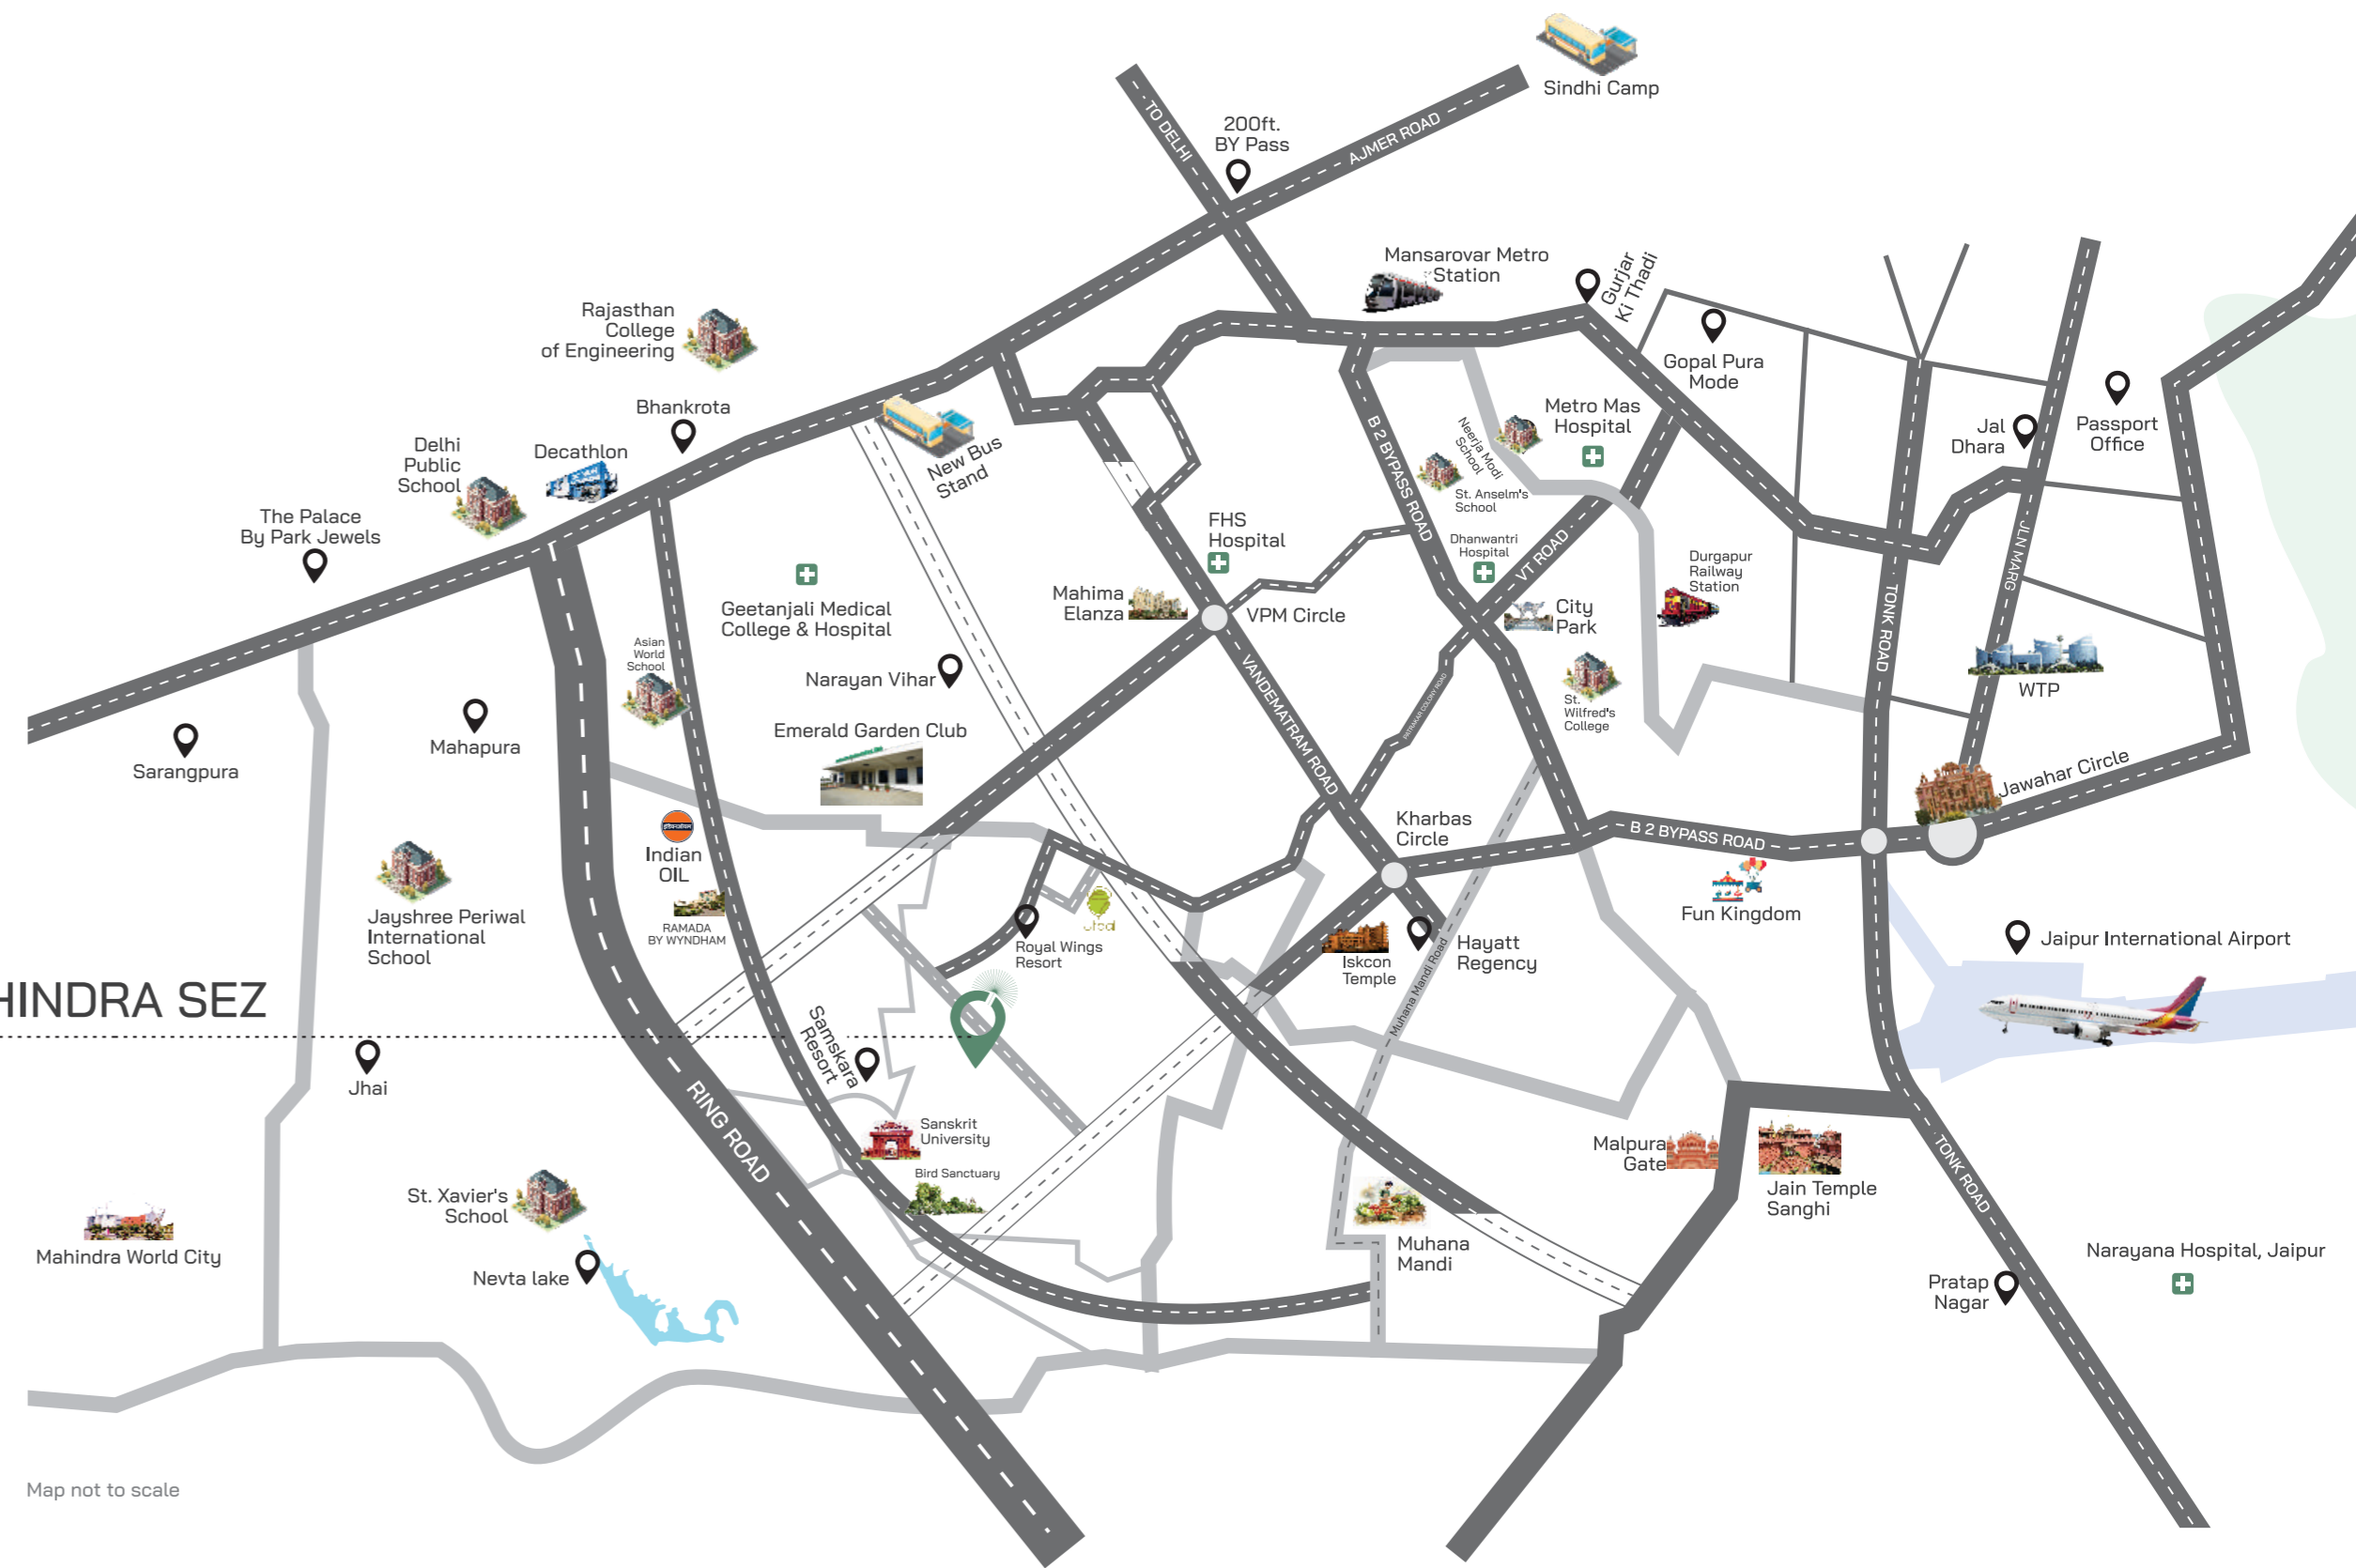 Sindhi Camp
TO DELHI
200ft.
BY Pass
AJMER ROAD
Mansarovar Metro
Station
Gurjar
Ki Thadi
Rajasthan
College
of Engineering
Gopal Pura
Mode
Bhankrota
Metro Mas
Hospital
Jal
Dhara
Passport
Office
Delhi
Public
School
Decathlon
New Bus
Stand
B 2 BYPASS ROAD
Neerja Modi
School
St. Anselm's
School
The Palace
By Park Jewels
FHS
Hospital
Dhanwantri
Hospital
VT ROAD
Durgapur
Railway
Station
JLN MARG
TONK ROAD
Geetanjali Medical
College & Hospital
Mahima
Elanza
VPM Circle
City
Park
Asian
World
School
Narayan Vihar
VANDEMATRAM ROAD
PATRAKAR COLONY ROAD
St.
Wilfred's
College
WTP
Emerald Garden Club
Mahapura
Sarangpura
Jawahar Circle
इंडियनऑयल
Indian
OIL
Kharbas
Circle
B 2 BYPASS ROAD
Fun Kingdom
Jayshree Periwal
International
School
RAMADA
BY WYNDHAM
Royal Wings
Resort
Iskcon
Temple
Hayatt
Regency
Muhana Mandi Road
Jaipur International Airport
HINDRA SEZ
Samskara
Resort
Jhai
RING ROAD
Sanskrit
University
Bird Sanctuary
Malpura
Gate
Jain Temple
Sanghi
TONK ROAD
St. Xavier's
School
Mahindra World City
Nevta lake
Muhana
Mandi
Narayana Hospital, Jaipur
Pratap
Nagar
Map not to scale